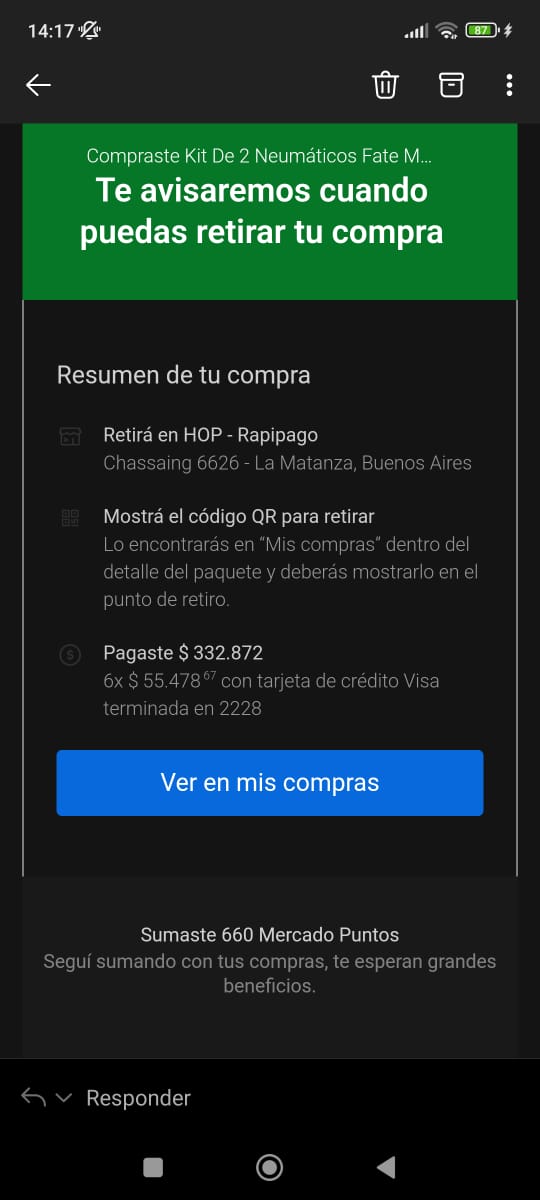 14:17
87
Compraste Kit De 2 Neumáticos Fate M...
Te avisaremos cuando
puedas retirar tu compra
Resumen de tu compra
Retirá en HOP - Rapipago
Chassaing 6626 - La Matanza, Buenos Aires
Mostrá el código QR para retirar
Lo encontrarás en “Mis compras” dentro del
detalle del paquete y deberás mostrarlo en el
punto de retiro.
Pagaste $ 332.872
6x $ 55.478 67 con tarjeta de crédito Visa
terminada en 2228
Ver en mis compras
Sumaste 660 Mercado Puntos
Seguí sumando con tus compras, te esperan grandes
beneficios.
Responder